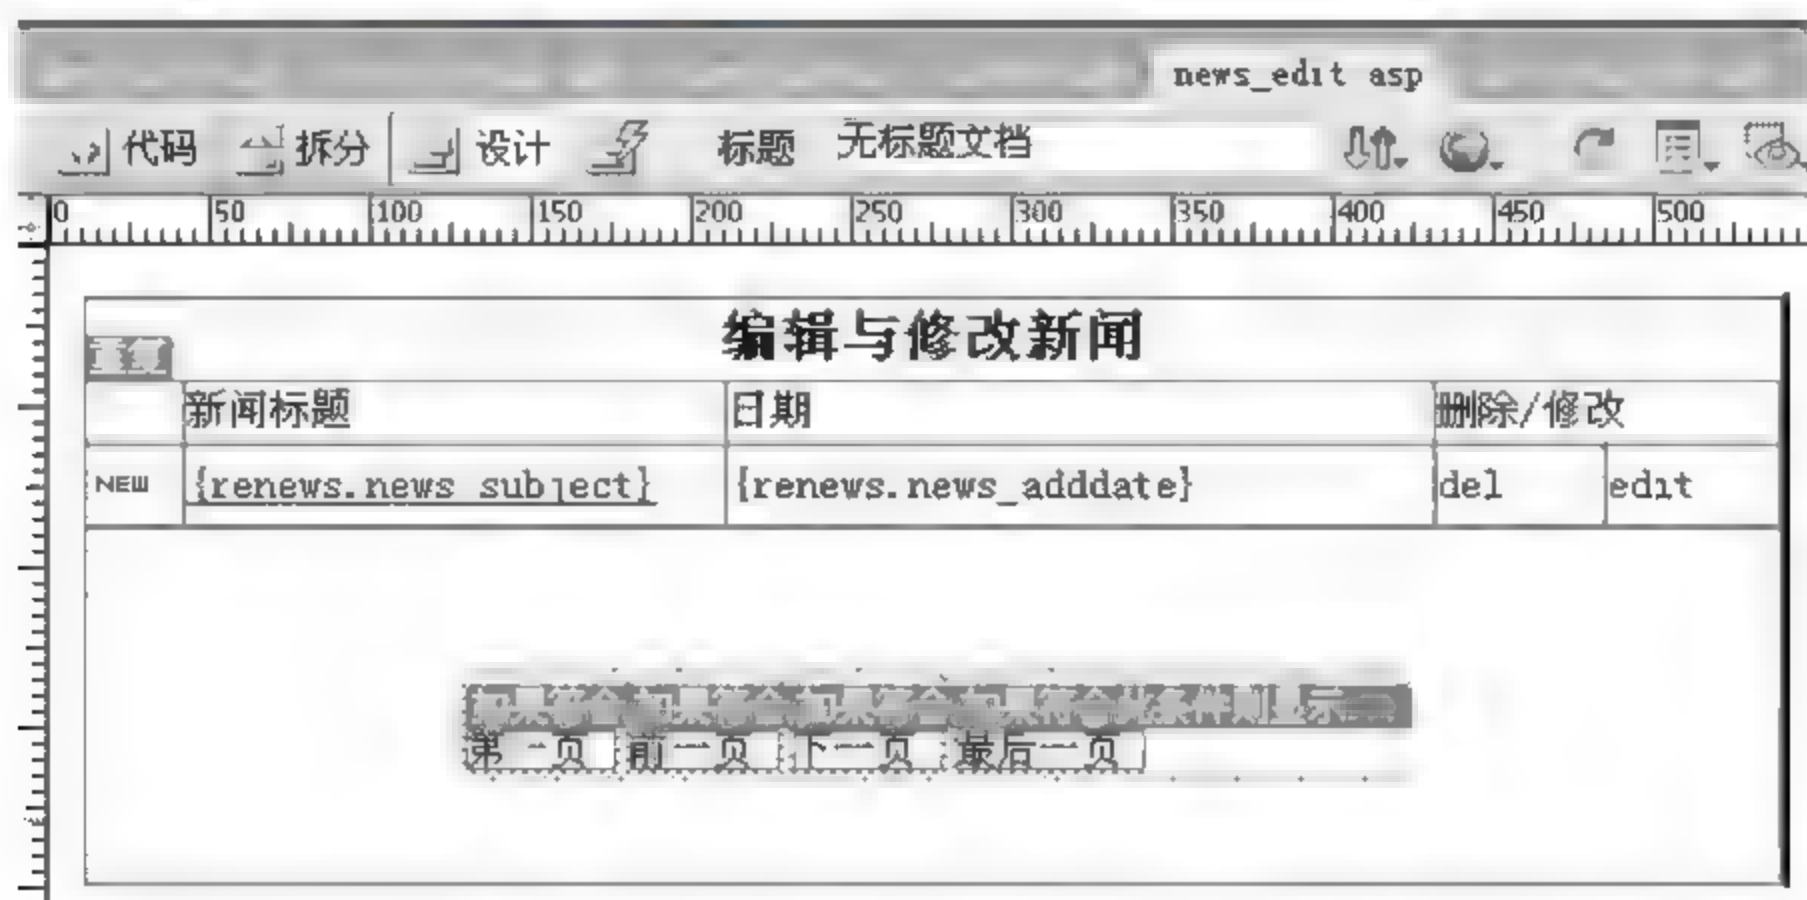 news_edit asp
代码 拆分 设计 标题 无标题文档
0 50 100 150 200 250 300 350 400 450 500
编辑与修改新闻
重复
新闻标题 日期 删除/修改
NEW {renews.news_subject} {renews.news_adddate} del edit
第一页 前一页 下一页 最后一页